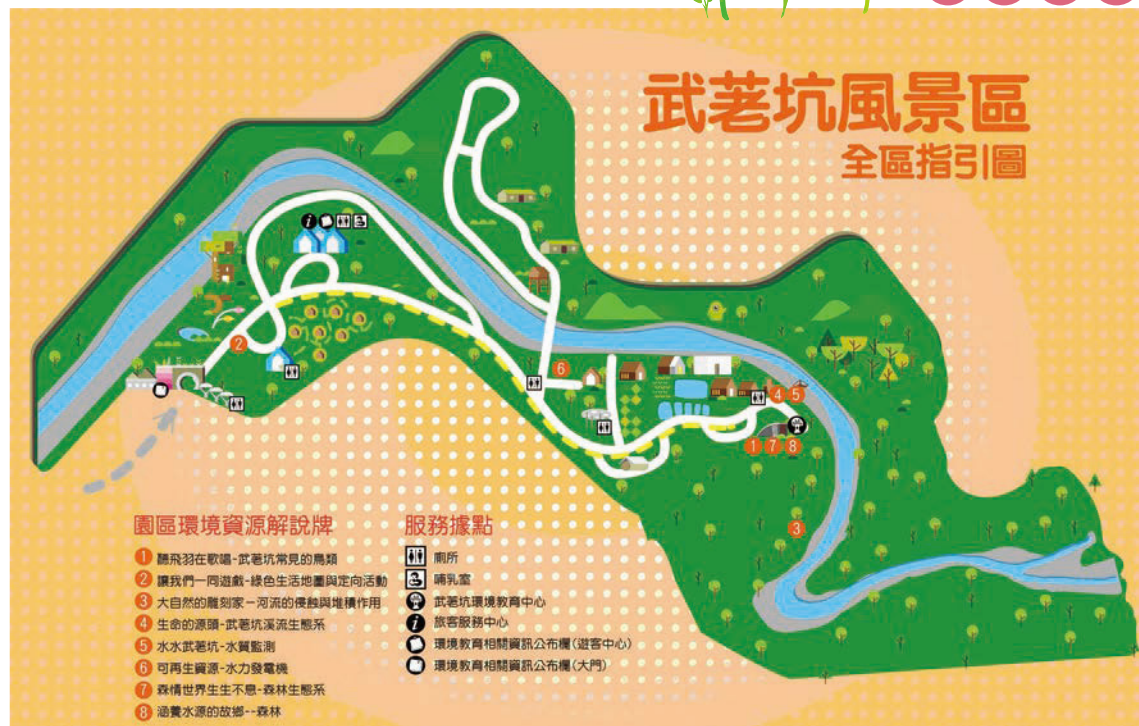 武荖坑風景區
全區指引圖
園區環境資源解說牌
1 聽飛羽在歌唱-武荖坑常見的鳥類
2 讓我們一同遊戲-綠色生活地圖與定向活動
3 大自然的雕刻家-河流的侵蝕與堆積作用
4 生命的源頭-武荖坑溪流生態系
5 水水武荖坑-水質監測
6 可再生資源-水力發電機
7 森情世界生生不息-森林生態系
8 涵養水源的故鄉--森林
服務據點
廁所
哺乳室
武荖坑環境教育中心
i 旅客服務中心
環境教育相關資訊公布欄(遊客中心)
環境教育相關資訊公布欄(大門)
i
2
6
4 5
1 7 8
3